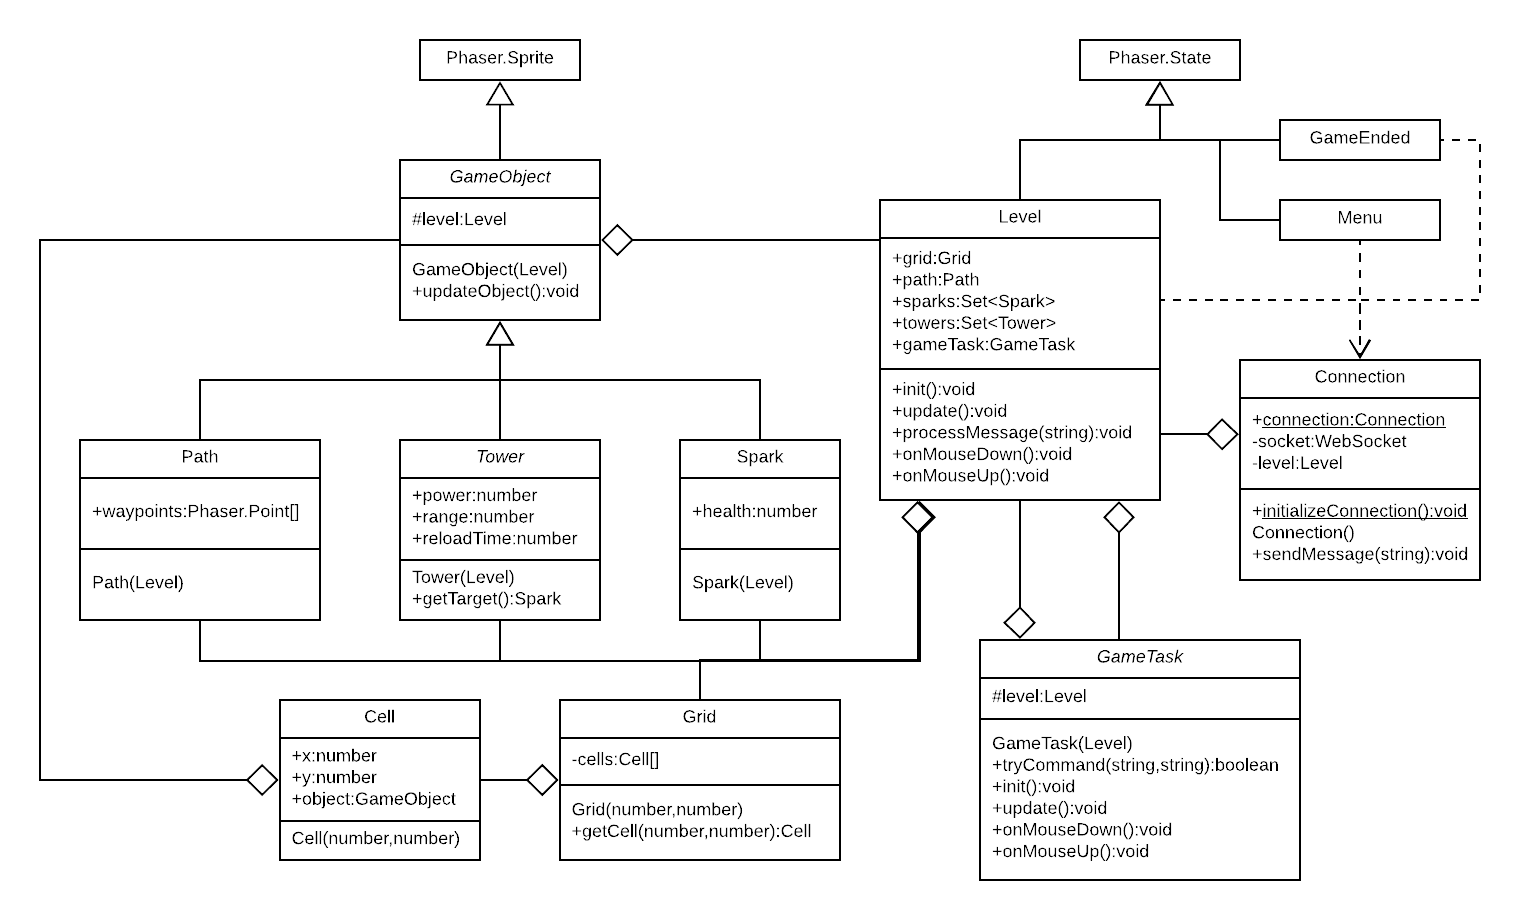 Phaser.Sprite
Phaser.State
GameEnded
GameObject
#level:Level
GameObject(Level)
+updateObject():void
Level
+grid:Grid
+path:Path
+sparks:Set<Spark>
+towers:Set<Tower>
+gameTask:GameTask
+init():void
+update():void
+processMessage(string):void
+onMouseDown():void
+onMouseUp():void
Menu
Connection
+connection:Connection
-socket:WebSocket
-level:Level
+initializeConnection():void
Connection()
+sendMessage(string):void
Path
+waypoints:Phaser.Point[]
Path(Level)
Tower
+power:number
+range:number
+reloadTime:number
Tower(Level)
+getTarget():Spark
Spark
+health:number
Spark(Level)
GameTask
#level:Level
GameTask(Level)
+tryCommand(string,string):boolean
+init():void
+update():void
+onMouseDown():void
+onMouseUp():void
Cell
+x:number
+y:number
+object:GameObject
Cell(number,number)
Grid
-cells:Cell[]
Grid(number,number)
+getCell(number,number):Cell